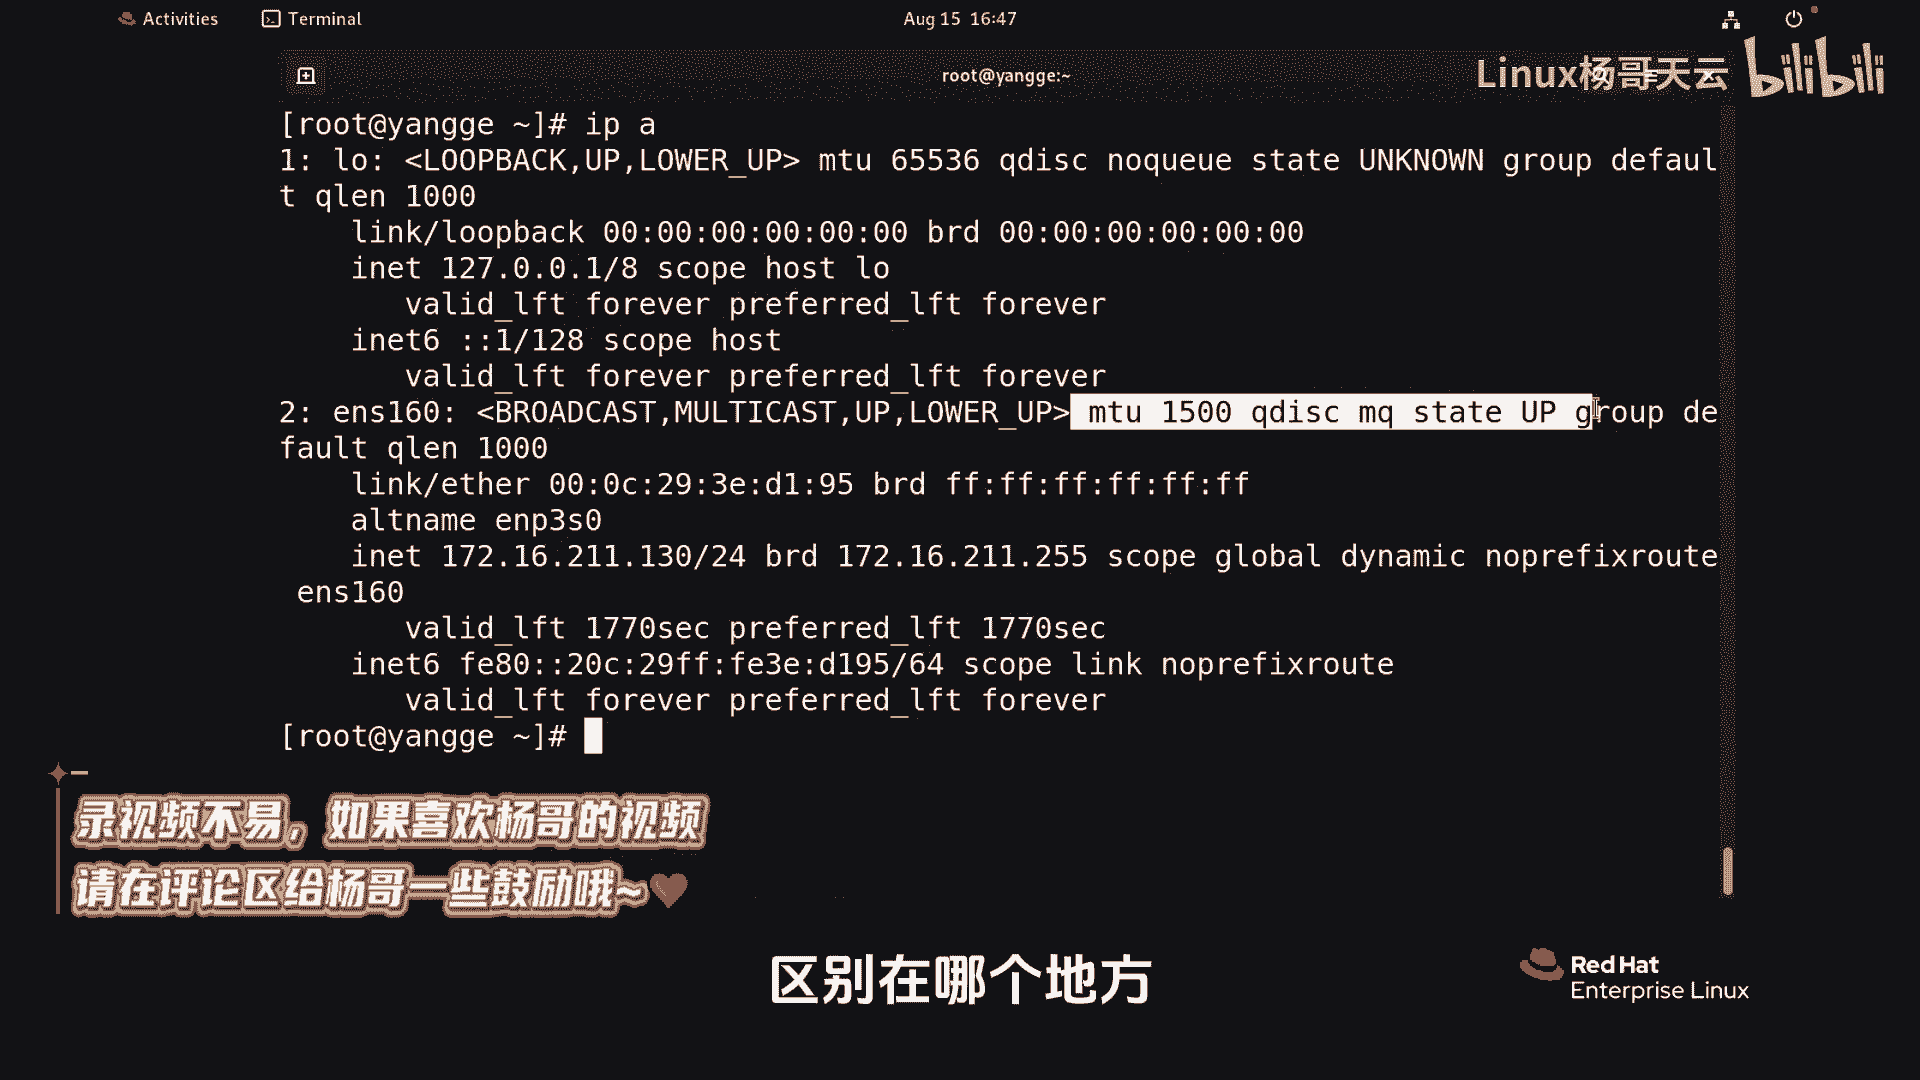 Activities Terminal Aug 15 16:47
root@yangge:~ Linux杨哥天云 bilibili
[root@yangge ~]# ip a
1: lo: <LOOPBACK,UP,LOWER_UP> mtu 65536 qdisc noqueue state UNKNOWN group defaul
t qlen 1000
    link/loopback 00:00:00:00:00:00 brd 00:00:00:00:00:00
    inet 127.0.0.1/8 scope host lo
       valid_lft forever preferred_lft forever
    inet6 ::1/128 scope host
       valid_lft forever preferred_lft forever
2: ens160: <BROADCAST,MULTICAST,UP,LOWER_UP> mtu 1500 qdisc mq state UP group de
fault qlen 1000
    link/ether 00:0c:29:3e:d1:95 brd ff:ff:ff:ff:ff:ff
    altname enp3s0
    inet 172.16.211.130/24 brd 172.16.211.255 scope global dynamic noprefixroute
 ens160
       valid_lft 1770sec preferred_lft 1770sec
    inet6 fe80::20c:29ff:fe3e:d195/64 scope link noprefixroute
       valid_lft forever preferred_lft forever
[root@yangge ~]#
录视频不易，如果喜欢杨哥的视频
请在评论区给杨哥一些鼓励哦~
区别在哪个地方
Red Hat
Enterprise Linux